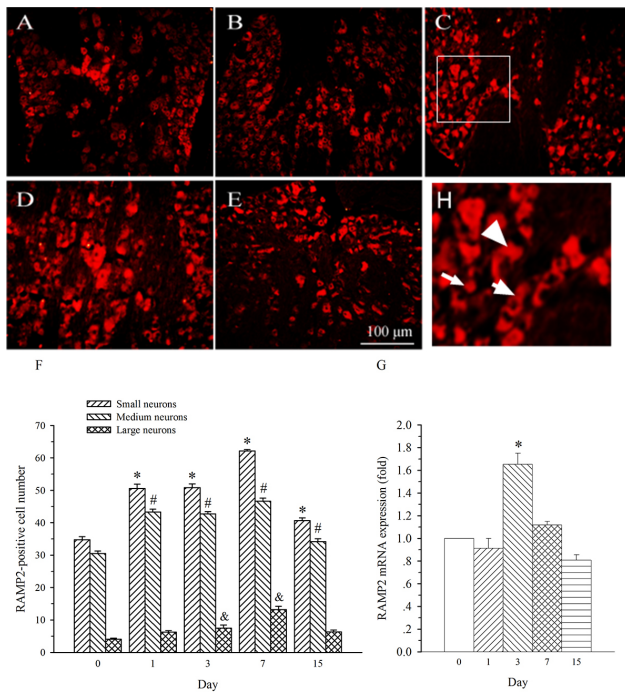 A B C
D E H
100 μm
F G
Small neurons
Medium neurons
Large neurons
RAMP2-positive cell number
70
60
50
40
30
20
10
0
* * * *
# # # #
& &
0 1 3 7 15
Day
RAMP2 mRNA expression (fold)
2.0
1.8
1.6
1.4
1.2
1.0
.8
.6
.4
.2
0.0
*
0 1 3 7 15
Day